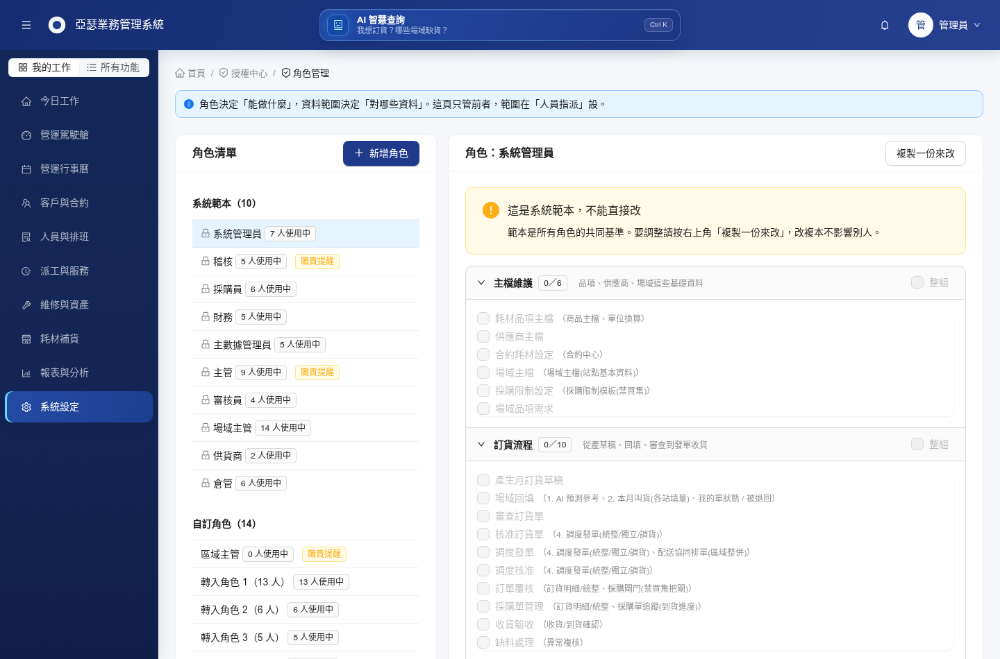 亞瑟業務管理系統
AI 智慧查詢
我想訂貨？哪些場域缺貨？
Ctrl K
管
管理員
我的工作
所有功能
今日工作
營運駕駛艙
營運行事曆
客戶與合約
人員與排班
派工與服務
維修與資產
耗材補貨
報表與分析
系統設定
首頁 / 授權中心 / 角色管理
角色決定「能做什麼」，資料範圍決定「對哪些資料」。這頁只管前者，範圍在「人員指派」設。
角色清單
新增角色
系統範本（10）
系統管理員 7 人使用中
稽核 5 人使用中 職責提醒
採購員 6 人使用中
財務 5 人使用中
主數據管理員 5 人使用中
主管 9 人使用中 職責提醒
審核員 4 人使用中
場域主管 14 人使用中
供貨商 2 人使用中
倉管 6 人使用中
自訂角色（14）
區域主管 0 人使用中 職責提醒
轉入角色 1（13 人） 13 人使用中
轉入角色 2（6 人） 6 人使用中
轉入角色 3（5 人） 5 人使用中
角色：系統管理員
複製一份來改
這是系統範本，不能直接改
範本是所有角色的共同基準。要調整請按右上角「複製一份來改」，改複本不影響別人。
主檔維護 0／6 品項、供應商、場域這些基礎資料 整組
耗材品項主檔 （商品主檔、單位換算）
供應商主檔
合約耗材設定 （合約中心）
場域主檔 （場域主檔(站點基本資料)）
採購限制設定 （採購限制模板(禁買集)）
場域品項需求
訂貨流程 0／10 從產草稿、回填、審查到發單收貨 整組
產生月訂貨草稿
場域回填 （1. AI 預測參考、2. 本月叫貨(各站填量)、我的單狀態 / 被退回）
審查訂貨單
核准訂貨單 （4. 調度發單(統整/獨立/調貨)）
調度發單 （4. 調度發單(統整/獨立/調貨)、配送協同排單(區域整併)）
調度核准 （4. 調度發單(統整/獨立/調貨)）
訂單覆核 （訂貨明細/統整、採購閘門(禁買集把關)）
採購單管理 （訂貨明細/統整、採購單追蹤(到貨進度)）
收貨驗收 （收貨/到貨確認）
缺料處理 （異常複核）